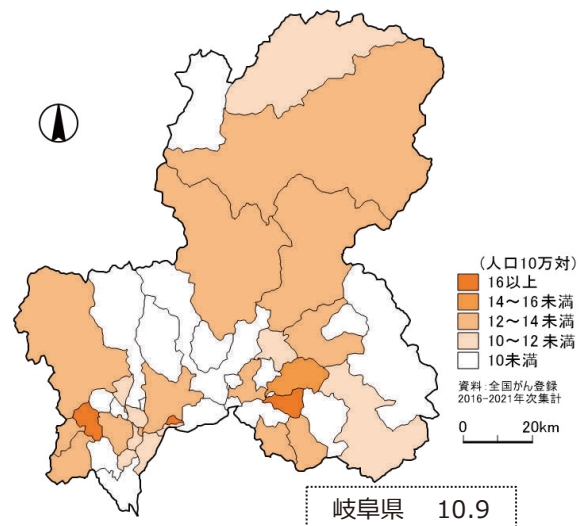 (人口10万対)
16以上
14～16未満
12～14未満
10～12未満
10未満
資料:全国がん登録
2016-2021年次集計
0 20km
岐阜県 10.9